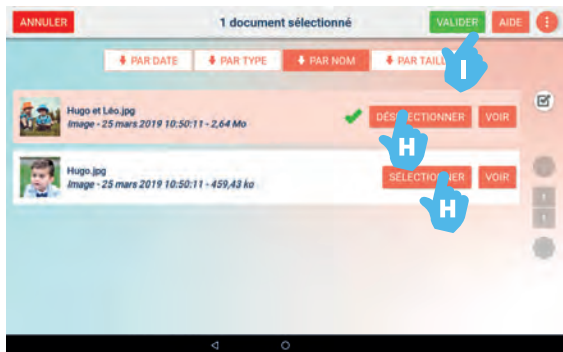 ANNULER 1 document sélectionné VALIDER AIDE
PAR DATE PAR TYPE PAR NOM PAR TAILL
I
Hugo et Léo.jpg
Image - 25 mars 2019 10:50:11 - 2,64 Mo
DÉSÉLECTIONNER VOIR
H
Hugo.jpg
Image - 25 mars 2019 10:50:11 - 459,43 ko
SÉLECTIONNER VOIR
H